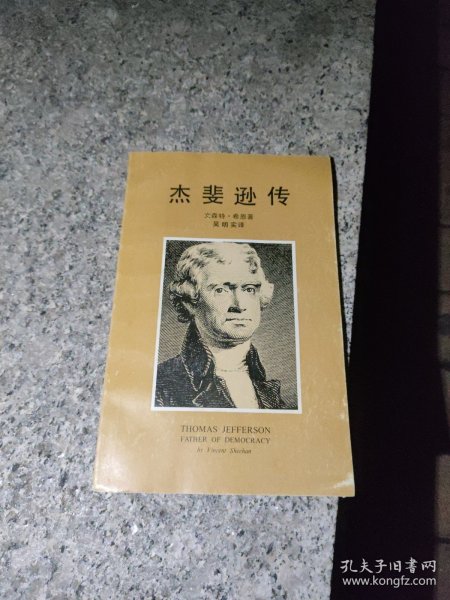 杰斐逊传
文森特·希恩著
吴明实译
THOMAS JEFFERSON
FATHER OF DEMOCRACY
by Vincent Sheehan
孔夫子旧书网
www.kongfz.com